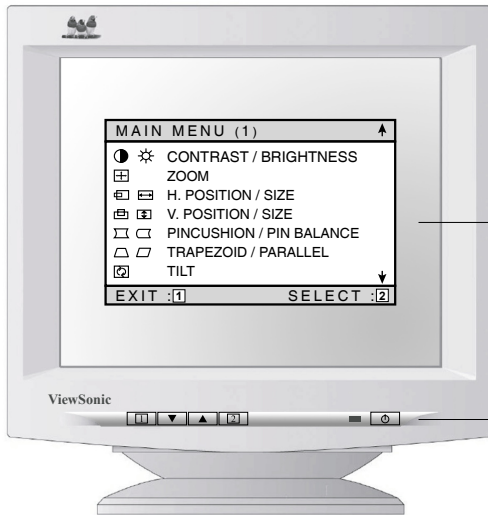 MAIN MENU (1)
CONTRAST / BRIGHTNESS
ZOOM
H. POSITION / SIZE
V. POSITION / SIZE
PINCUSHION / PIN BALANCE
TRAPEZOID / PARALLEL
TILT
EXIT :1 SELECT :2
ViewSonic
1 ▼ ▲ 2